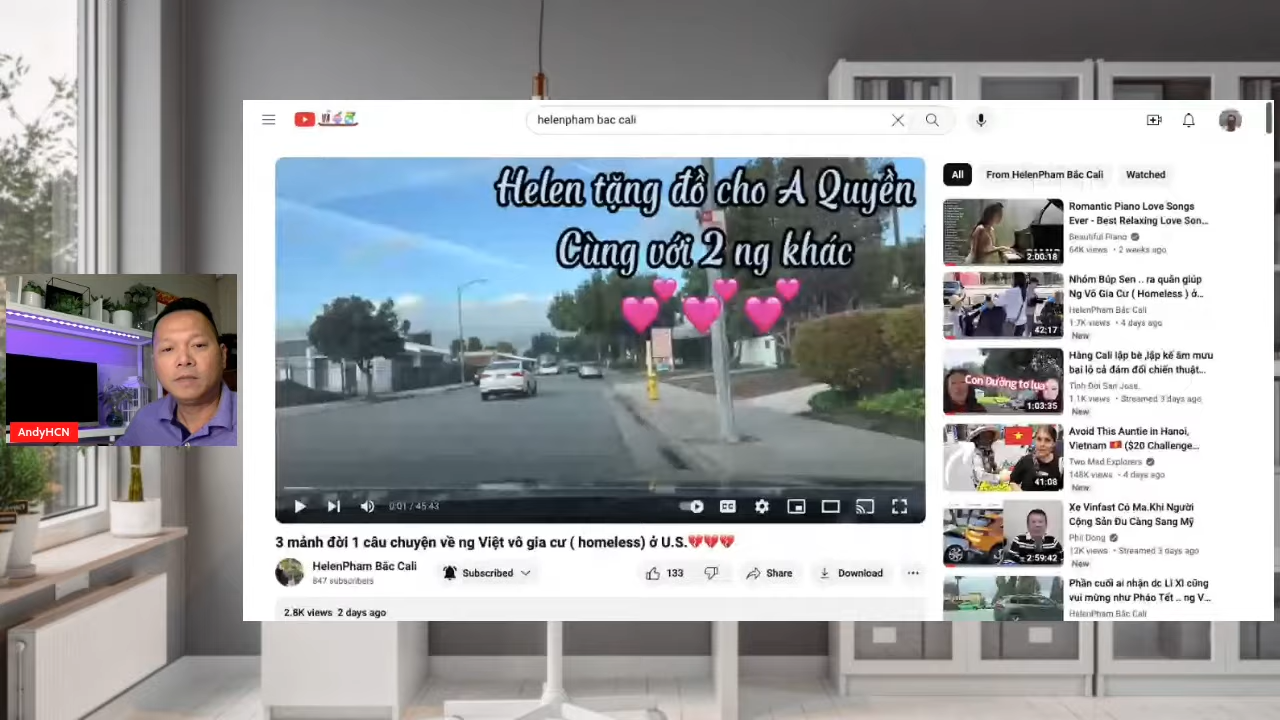 helenpham bac cali
Helen tặng đồ cho A Quyền
Cùng với 2 ng khác
0:01 / 45:43
3 mảnh đời 1 câu chuyện về ng Việt vô gia cư ( homeless) ở U.S.💔💔💔
HelenPham Bắc Cali
847 subscribers
Subscribed
133
Share
Download
2.8K views 2 days ago
All
From HelenPham Bắc Cali
Watched
2:00:18
Romantic Piano Love Songs
Ever - Best Relaxing Love Son...
Beautiful Piano
64K views • 2 weeks ago
42:17
Nhóm Búp Sen .. ra quân giúp
Ng Vô Gia Cư ( Homeless ) ở...
HelenPham Bắc Cali
1.7K views • 4 days ago
New
Con Đường tơ lụa
1:03:35
Hàng Cali lập bè ,lập kế âm mưu
bại lộ cả đám đổi chiến thuật...
Tình Đời San Jose
1.1K views • Streamed 3 days ago
New
41:08
Avoid This Auntie in Hanoi,
Vietnam 🇻🇳 ($20 Challenge...
Two Mad Explorers
148K views • 4 days ago
New
2:59:42
Xe Vinfast Có Ma.Khi Người
Cộng Sản Đu Càng Sang Mỹ
Phil Dong
views • Streamed 3 days ago
New
Phần cuối ai nhận dc Lì Xì cũng
vui mừng như Pháo Tết .. ng V...
HelenPham Bắc Cali
AndyHCN